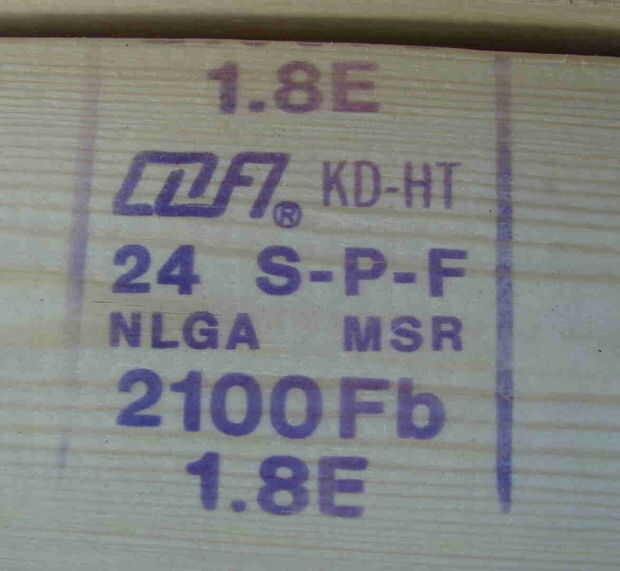 1.8E
KD-HT
24 S-P-F
NLGA MSR
2100Fb
1.8E